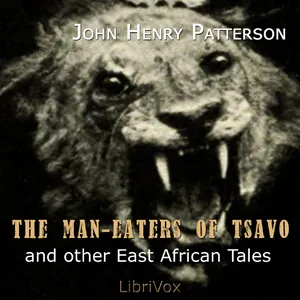 JOHN HENRY PATTERSON
THE MAN-EATERS OF TSAVO
and other East African Tales
LibriVox